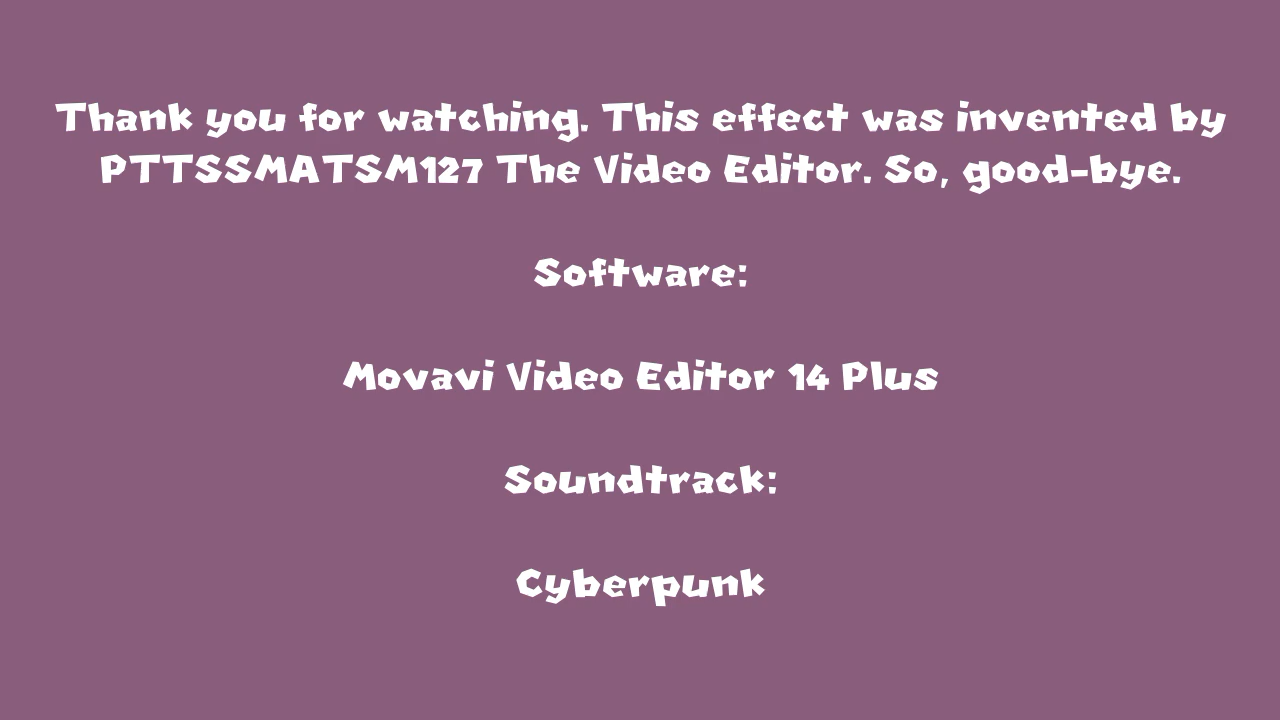 Thank you for watching. This effect was invented by
PTTSSMATSM127 The Video Editor. So, good-bye.
Software:
Movavi Video Editor 14 Plus
Soundtrack:
Cyberpunk